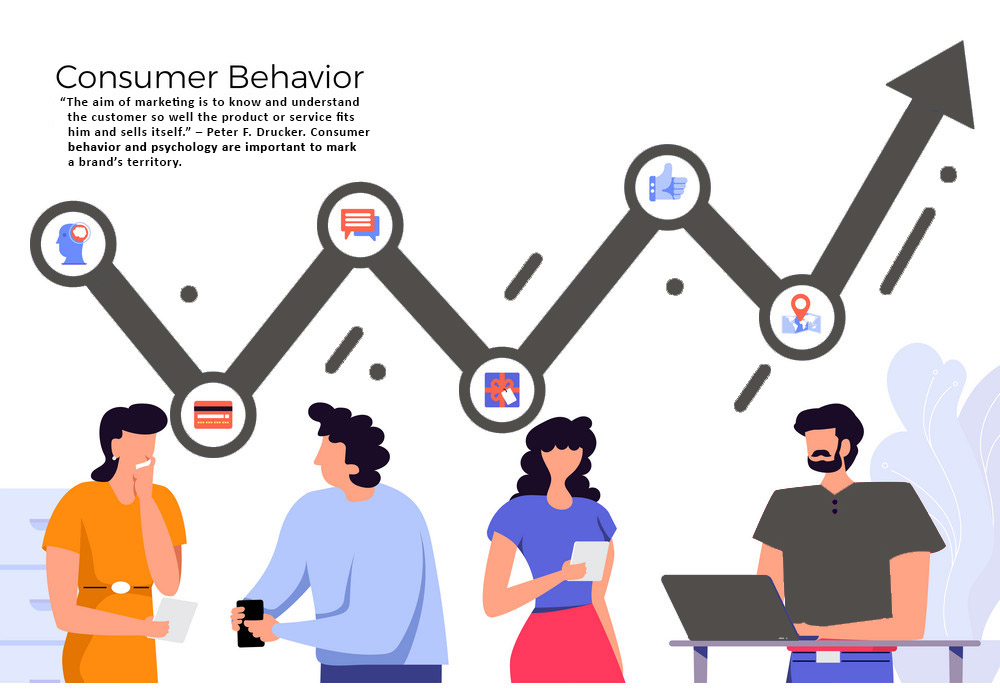 Consumer Behavior
“The aim of marketing is to know and understand
the customer so well the product or service fits
him and sells itself.” – Peter F. Drucker. Consumer
behavior and psychology are important to mark
a brand’s territory.